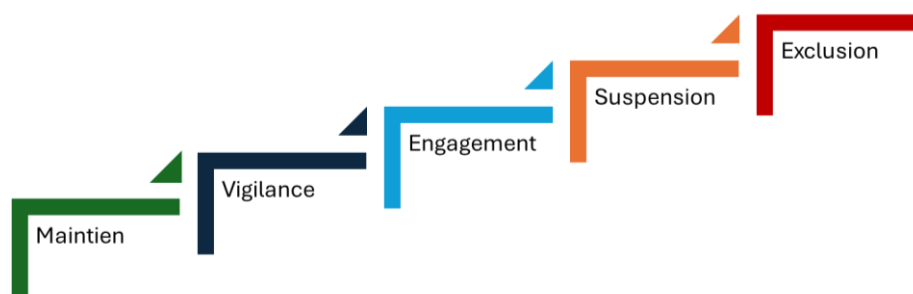 Maintien
Vigilance
Engagement
Suspension
Exclusion